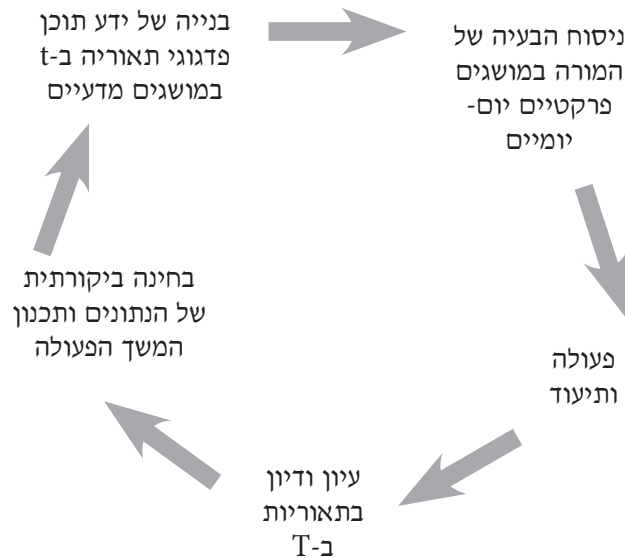 ניסוח הבעיה של
המורה במושגים
פרקטיים יום-
יומיים
פעולה
ותיעוד
עיון ודיון
בתאוריות
ב-T
בחינה ביקורתית
של הנתונים ותכנון
המשך הפעולה
בנייה של ידע תוכן
פדגוגי תאוריה ב-t
במושגים מדעיים